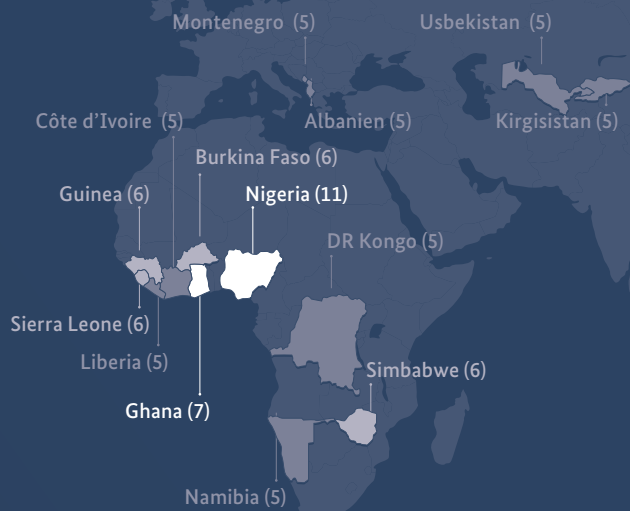 Montenegro (5)
Usbekistan (5)
Côte d'Ivoire (5)
Albanien (5)
Kirgisistan (5)
Burkina Faso (6)
Guinea (6)
Nigeria (11)
DR Kongo (5)
Sierra Leone (6)
Liberia (5)
Simbabwe (6)
Ghana (7)
Namibia (5)